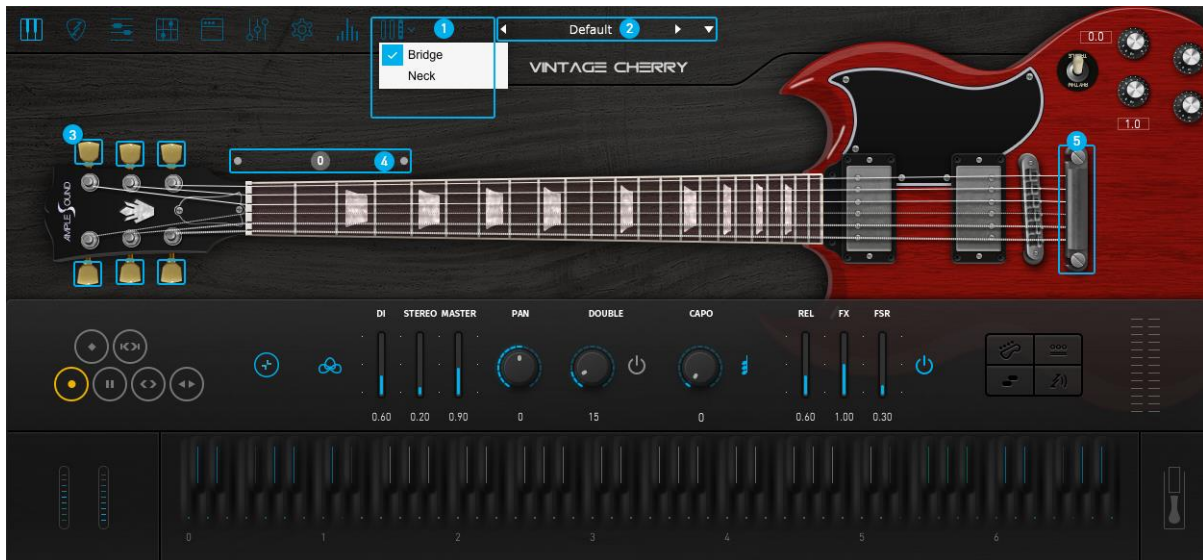 1
Default 2
Bridge
Neck
VINTAGE CHERRY
0.0
TREBLE
RHYTHM
1.0
3
0 4
5
AMPLE SOUND
DI STEREO MASTER PAN DOUBLE CAPO REL FX FSR
0.60 0.20 0.90 0 15 0 0.60 1.00 0.30
0 1 2 3 4 5 6